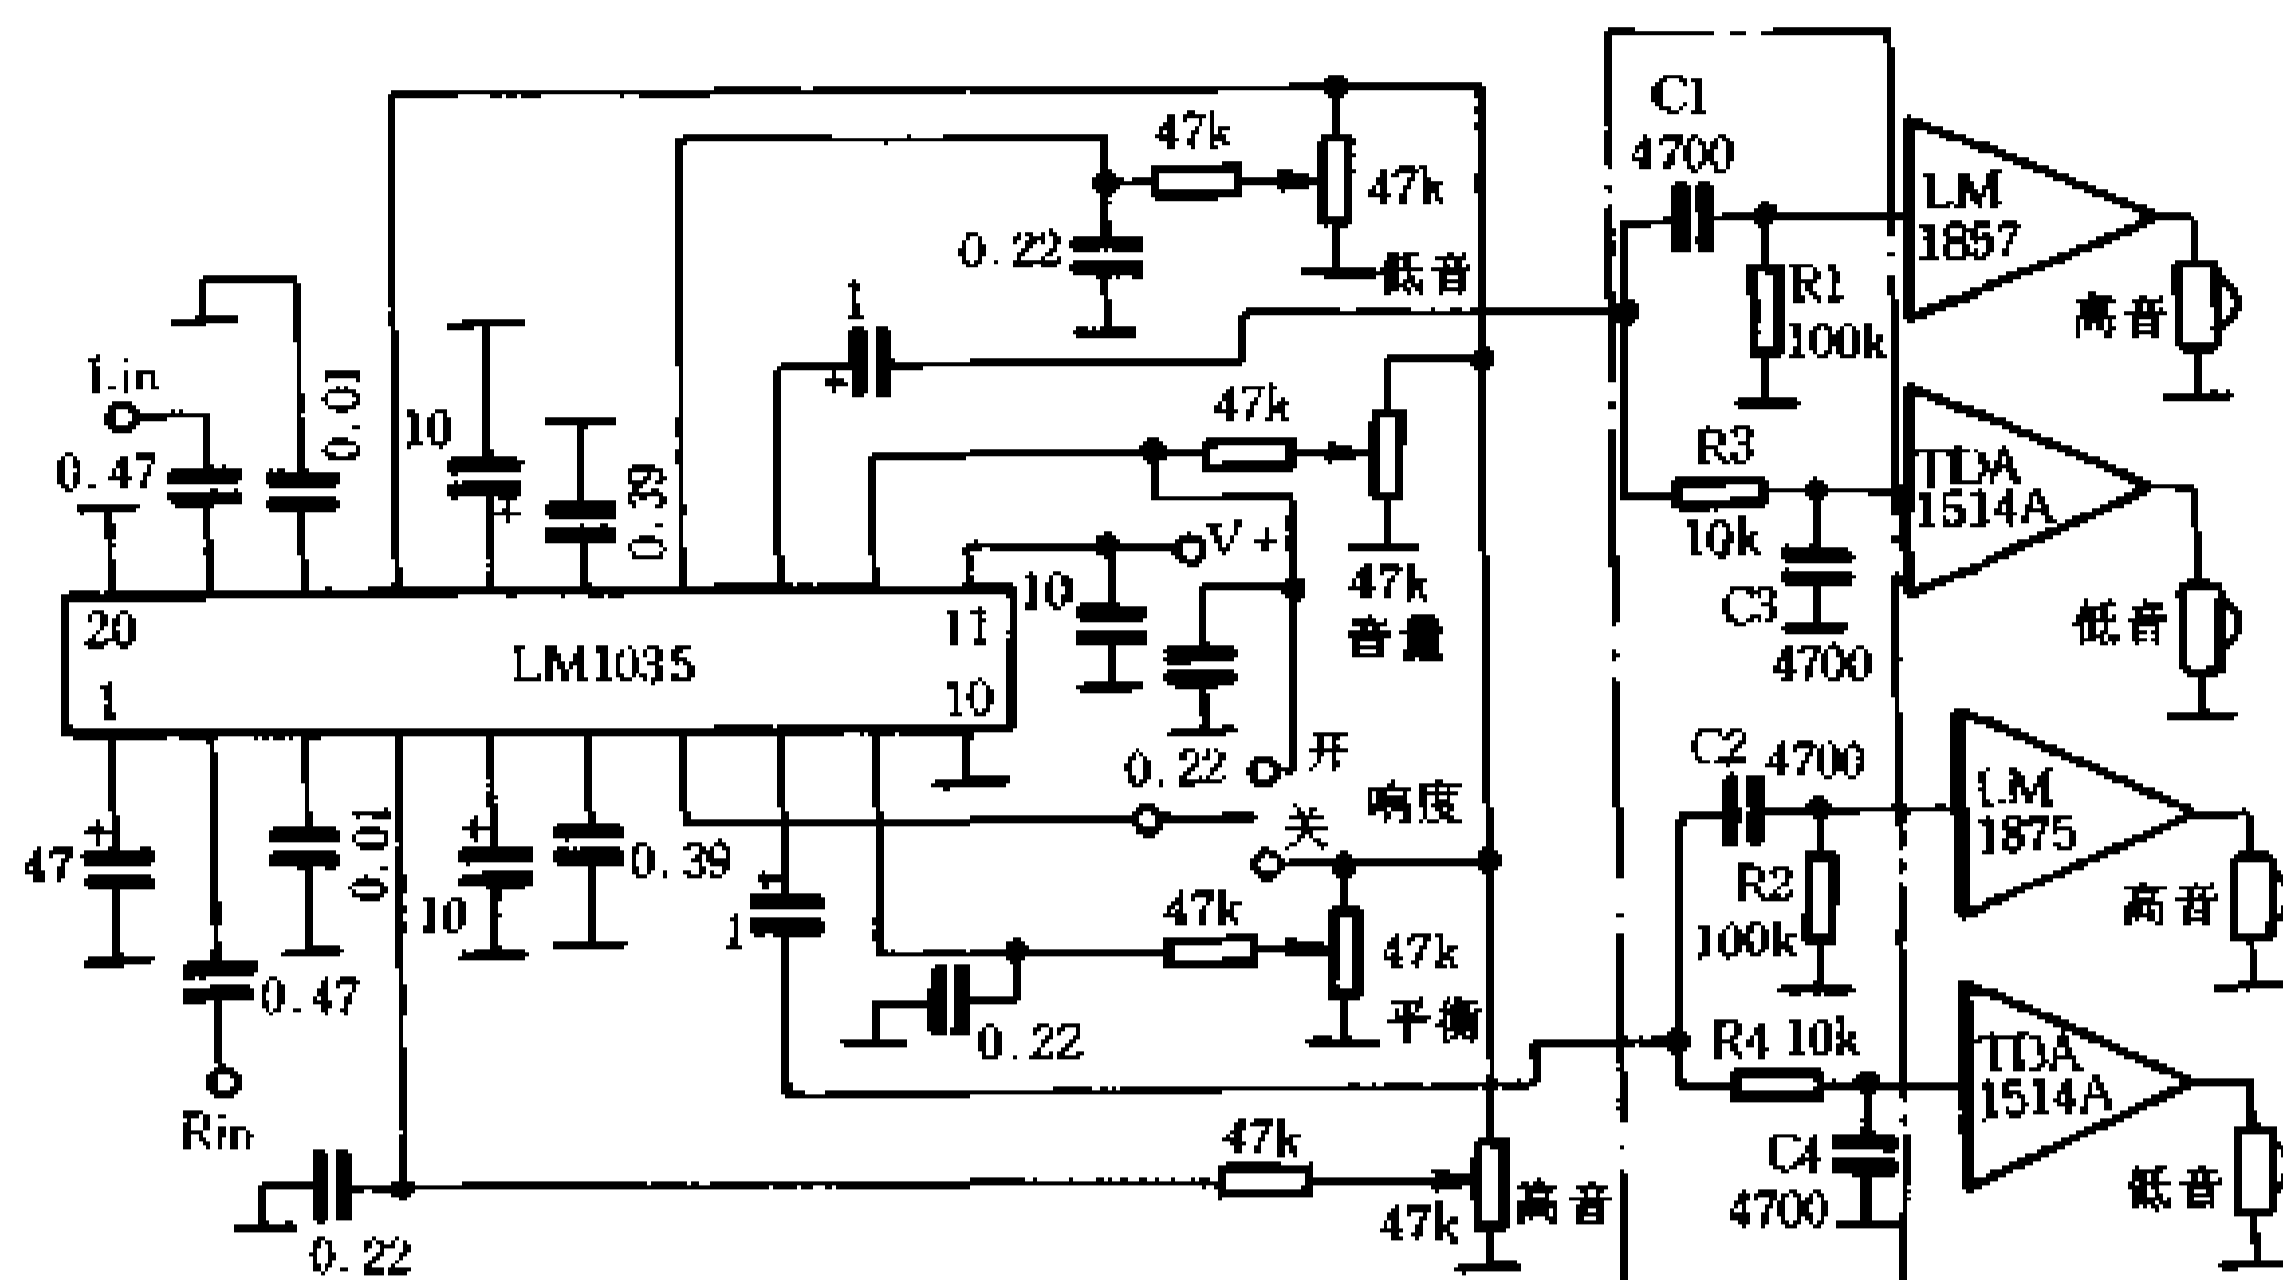 C1
4700
47k
47k
LM
1857
0.22
低音
R1
100k
高音
1
Lin
0.01
10
47k
0.47
0.39
R3
TDA
1514A
10k
V+
10
47k
音量
C3
4700
低音
20
11
LM1035
1
10
0.22
开
响度
关
C2
4700
LM
1875
+
47
0.01
+
10
0.39
+
1
47k
47k
R2
100k
高音
0.47
0.22
平衡
R4
10k
TDA
1514A
Rin
47k
C4
4700
低音
0.22
47k
高音
+
+